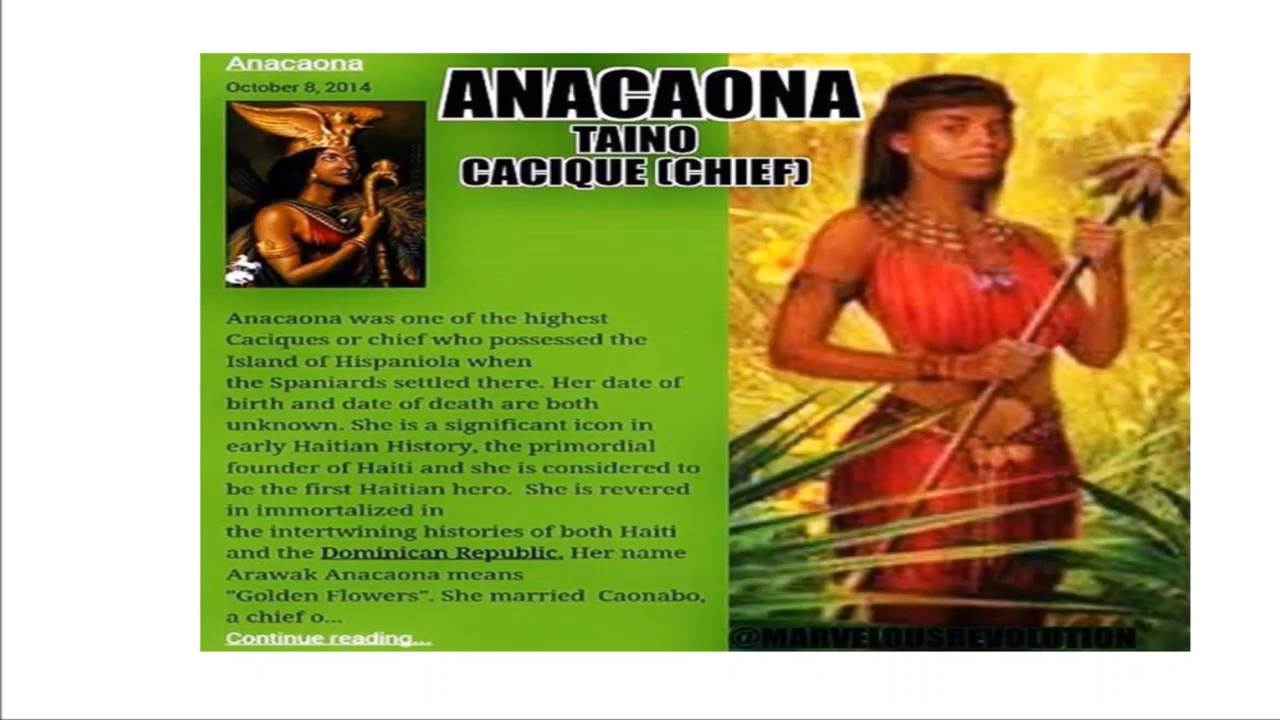 Anacaona
October 8, 2014
ANACAONA
TAINO
CACIQUE (CHIEF)
Anacaona was one of the highest
Caciques or chief who possessed the
Island of Hispaniola when
the Spaniards settled there. Her date of
birth and date of death are both
unknown. She is a significant icon in
early Haitian History, the primordial
founder of Haiti and she is considered to
be the first Haitian hero. She is revered
in immortalized in
the intertwining histories of both Haiti
and the Dominican Republic. Her name
Arawak Anacaona means
"Golden Flowers". She married Caonabo,
a chief o...
Continue reading...
@MARVELOUSREVOLUTION